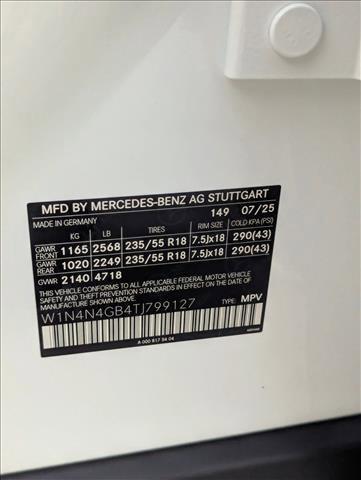 MFD BY MERCEDES-BENZ AG STUTTGART
MADE IN GERMANY 149 07/25
KG LB TIRES RIM SIZE COLD KPA (PSI)
GAWR FRONT 1165 2568 235/55 R18 7.5Jx18 290(43)
GAWR REAR 1020 2249 235/55 R18 7.5Jx18 290(43)
GVWR 2140 4718
THIS VEHICLE CONFORMS TO ALL APPLICABLE U.S. FEDERAL MOTOR
VEHICLE SAFETY AND THEFT PREVENTION STANDARDS
IN EFFECT ON THE DATE OF MANUFACTURE SHOWN ABOVE
W1N4N4GB4TJ799127 TYPE: MPV
A 000 817 34 04